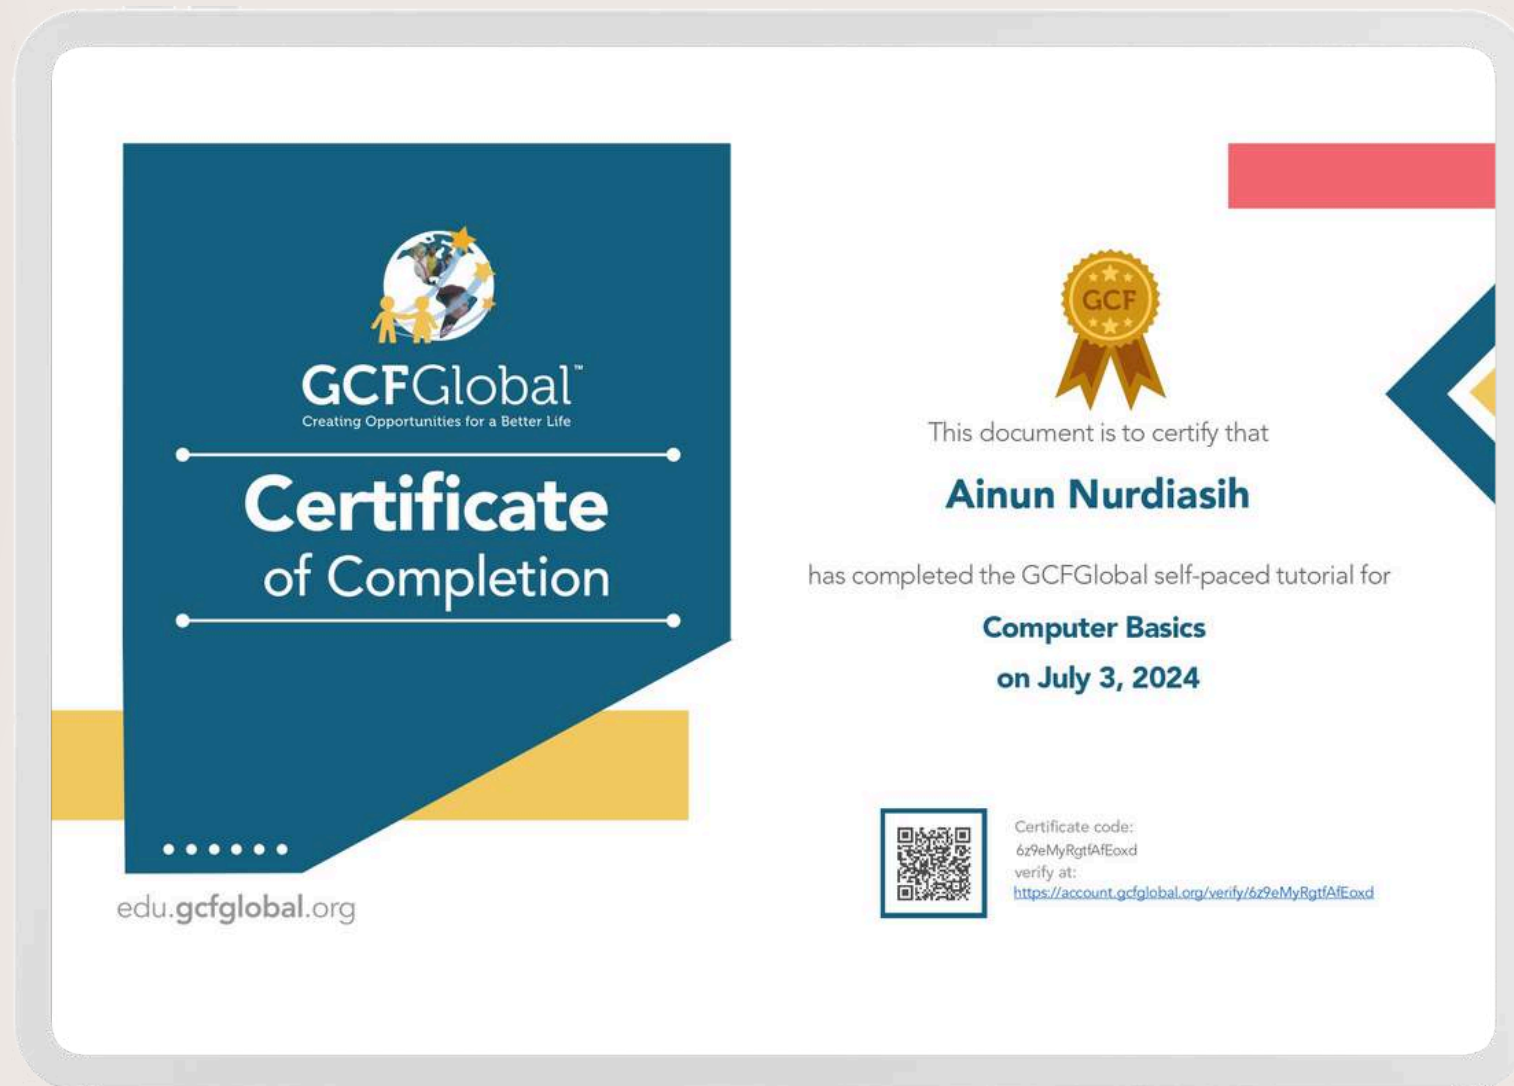 GCFGlobal™
Creating Opportunities for a Better Life
Certificate
of Completion
edu.gcfglobal.org
GCF
This document is to certify that
Ainun Nurdiasih
has completed the GCFGlobal self-paced tutorial for
Computer Basics
on July 3, 2024
Certificate code:
6z9eMyRgtfAfEoxd
verify at:
https://account.gcfglobal.org/verify/6z9eMyRgtfAfEoxd